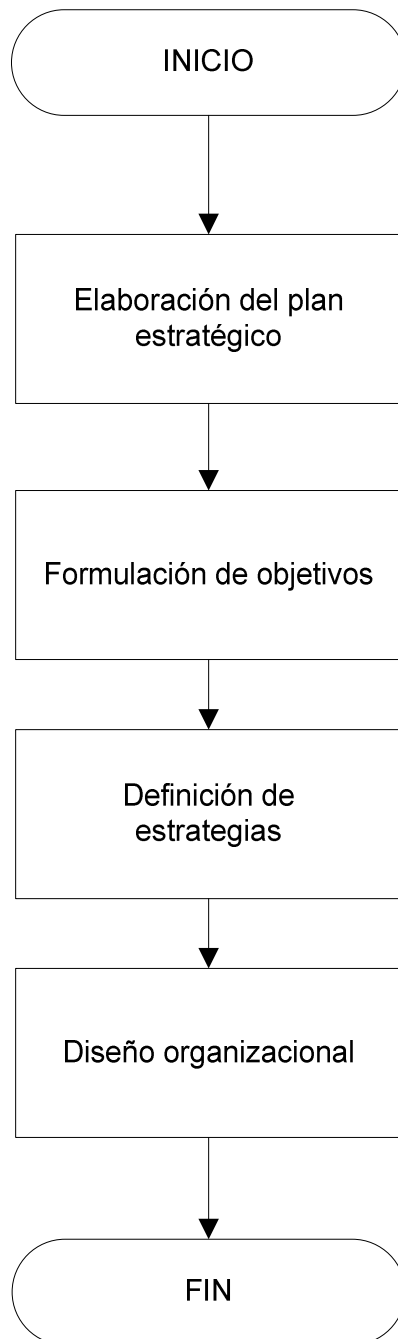 INICIO
Elaboración del plan
estratégico
Formulación de objetivos
Definición de
estrategias
Diseño organizacional
FIN